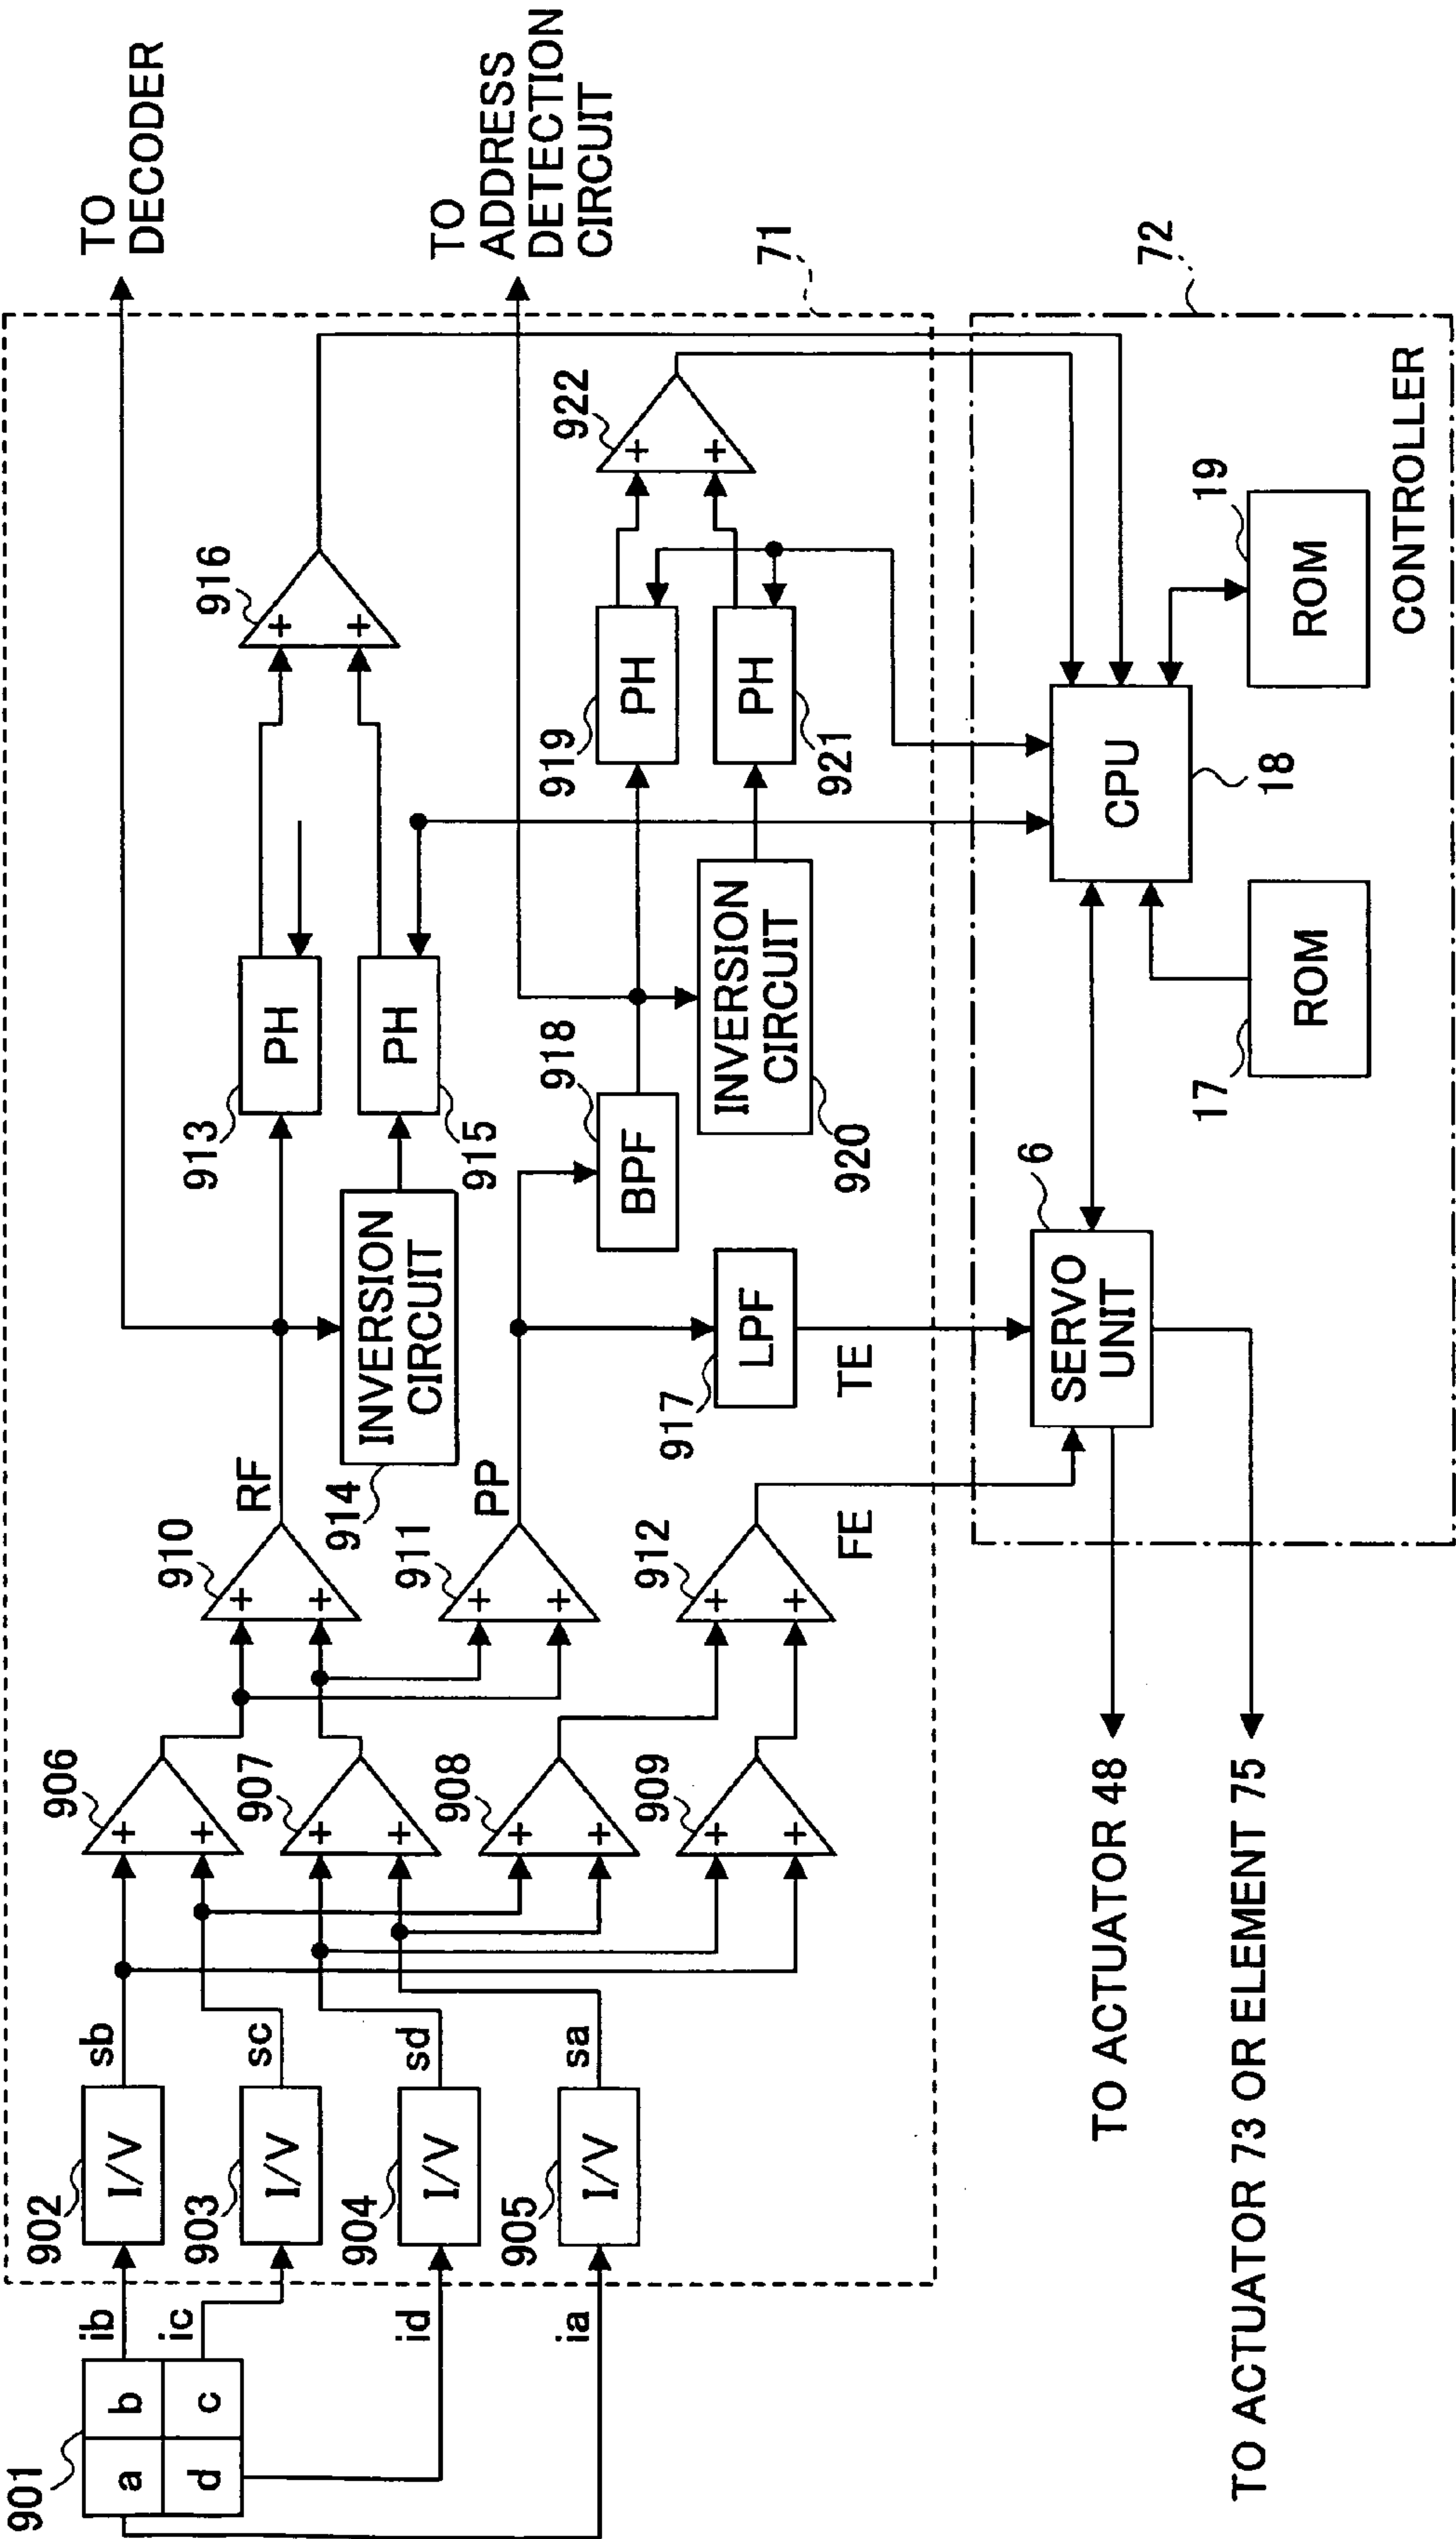 901
a
b
d
c
ib
ic
id
ia
902
I/V
sb
903
I/V
sc
904
I/V
sd
905
I/V
sa
906
+
+
907
+
+
908
+
+
909
+
+
910
+
+
RF
911
+
+
PP
912
+
+
FE
913
PH
914
INVERSION
CIRCUIT
915
PH
916
+
+
917
LPF
TE
918
BPF
919
PH
920
INVERSION
CIRCUIT
921
PH
922
+
+
TO
DECODER
TO
ADDRESS
DETECTION
CIRCUIT
71
72
6
SERVO
UNIT
CPU
18
17
ROM
19
ROM
CONTROLLER
TO ACTUATOR 48
TO ACTUATOR 73 OR ELEMENT 75